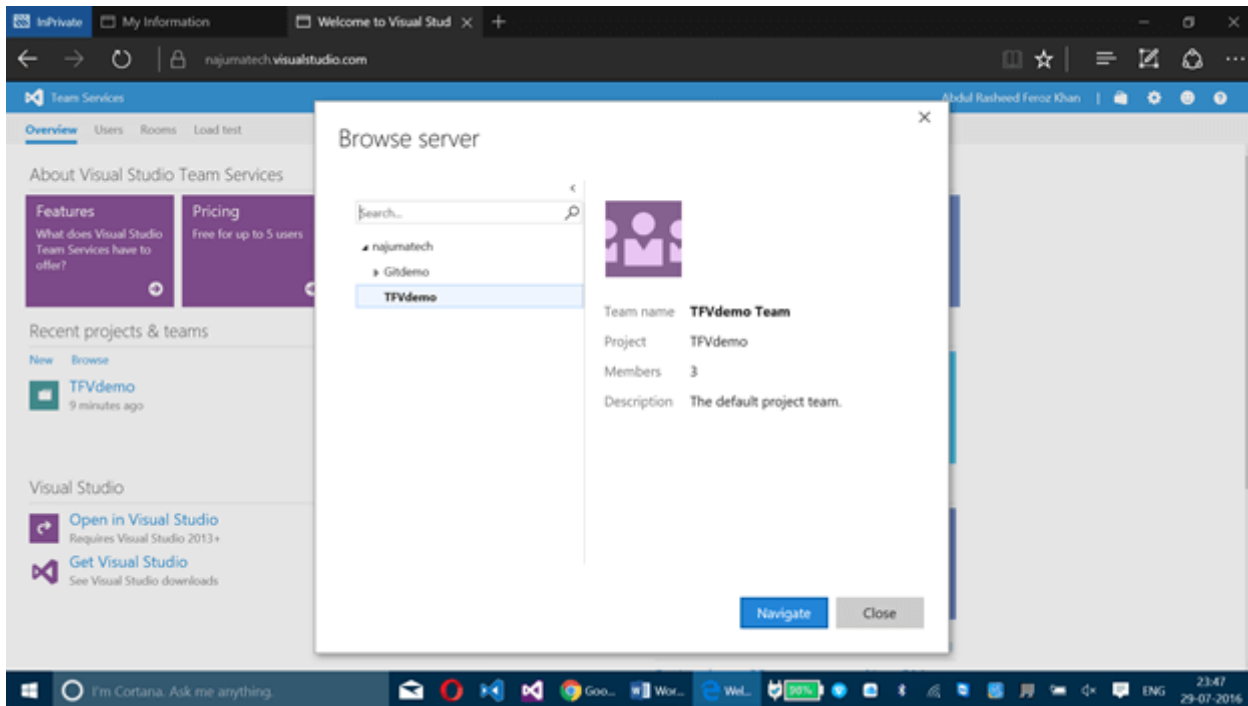 InPrivate
My Information
Welcome to Visual Stud
najumatech.visualstudio.com
Team Services
Abdul Rasheed Feroz Khan
Overview Users Rooms Load test
About Visual Studio Team Services
Features
What does Visual Studio
Team Services have to
offer?
Pricing
Free for up to 5 users
Recent projects & teams
New Browse
TFVdemo
9 minutes ago
Visual Studio
Open in Visual Studio
Requires Visual Studio 2013+
Get Visual Studio
See Visual Studio downloads
Browse server
Search...
najumatech
Gitdemo
TFVdemo
Team name TFVdemo Team
Project TFVdemo
Members 3
Description The default project team.
Navigate Close
I'm Cortana. Ask me anything.
Goo...
Wor...
Wel...
ENG
23:47
29-07-2016